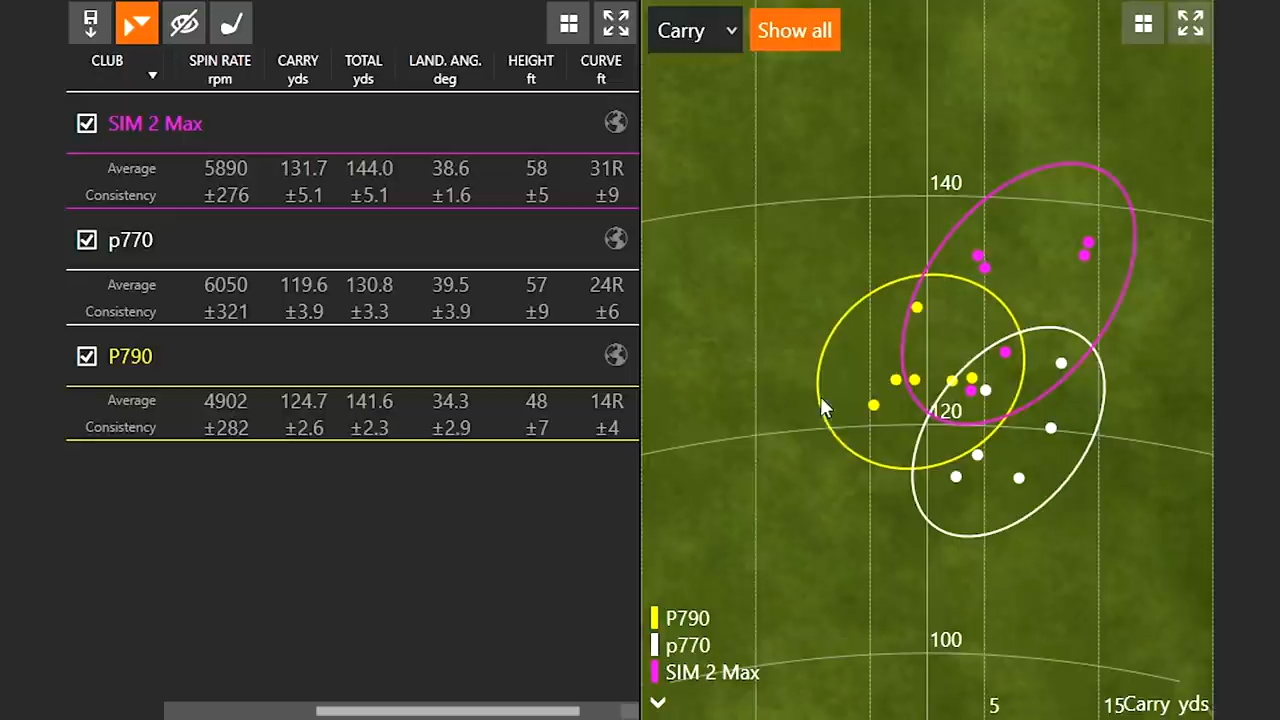 CLUB SPIN RATE CARRY TOTAL LAND. ANG. HEIGHT CURVE
rpm yds yds deg ft ft
SIM 2 Max
Average 5890 131.7 144.0 38.6 58 31R
Consistency ±276 ±5.1 ±5.1 ±1.6 ±5 ±9
p770
Average 6050 119.6 130.8 39.5 57 24R
Consistency ±321 ±3.9 ±3.3 ±3.9 ±9 ±6
P790
Average 4902 124.7 141.6 34.3 48 14R
Consistency ±282 ±2.6 ±2.3 ±2.9 ±7 ±4
Carry Show all
140
120
100
P790
p770
SIM 2 Max
5 15 Carry yds